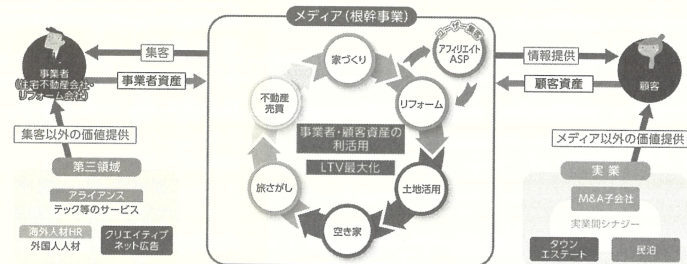 メディア(根幹事業)
集客
事業者
(住宅不動産会社・
リフォーム会社)
事業者資産
集客以外の価値提供
第三領域
アライアンス
テック等のサービス
海外人材HR
外国人人材
クリエイティブ
ネット広告
家づくり
ユーザー集客
アフィリエイト
ASP
不動産
売買
リフォーム
事業者・顧客資産の
利活用
LTV最大化
旅さがし
土地活用
空き家
情報提供
顧客資産
顧客
メディア以外の価値提供
実業
M&A子会社
実業間シナジー
タウン
エステート
民泊